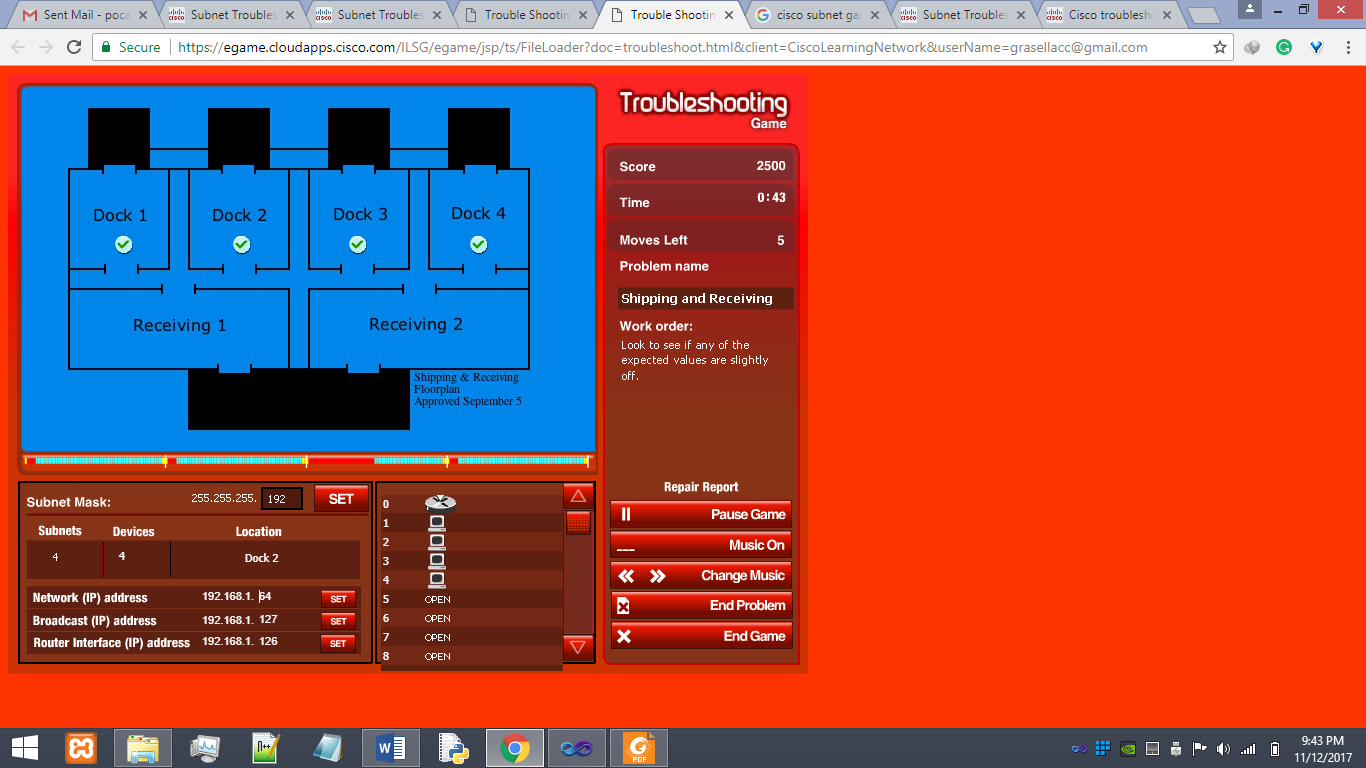 Sent Mail - poca
Subnet Troubles
Subnet Troubles
Trouble Shootin
Trouble Shootin
cisco subnet ga
Subnet Troubles
Cisco troublesh
Secure https://egame.cloudapps.cisco.com/ILSG/egame/jsp/ts/FileLoader?doc=troubleshoot.html&client=CiscoLearningNetwork&userName=grasellacc@gmail.com
Troubleshooting
Game
Score 2500
Time 0:43
Moves Left 5
Problem name
Shipping and Receiving
Work order:
Look to see if any of the
expected values are slightly
off.
Dock 1
Dock 2
Dock 3
Dock 4
Receiving 1
Receiving 2
Shipping & Receiving
Floorplan
Approved September 5
Subnet Mask: 255.255.255. 192 SET
Subnets Devices Location
4 4 Dock 2
Network (IP) address 192.168.1. 64 SET
Broadcast (IP) address 192.168.1. 127 SET
Router Interface (IP) address 192.168.1. 126 SET
0
1
2
3
4
5 OPEN
6 OPEN
7 OPEN
8 OPEN
Repair Report
Pause Game
Music On
Change Music
End Problem
End Game
9:43 PM
11/12/2017